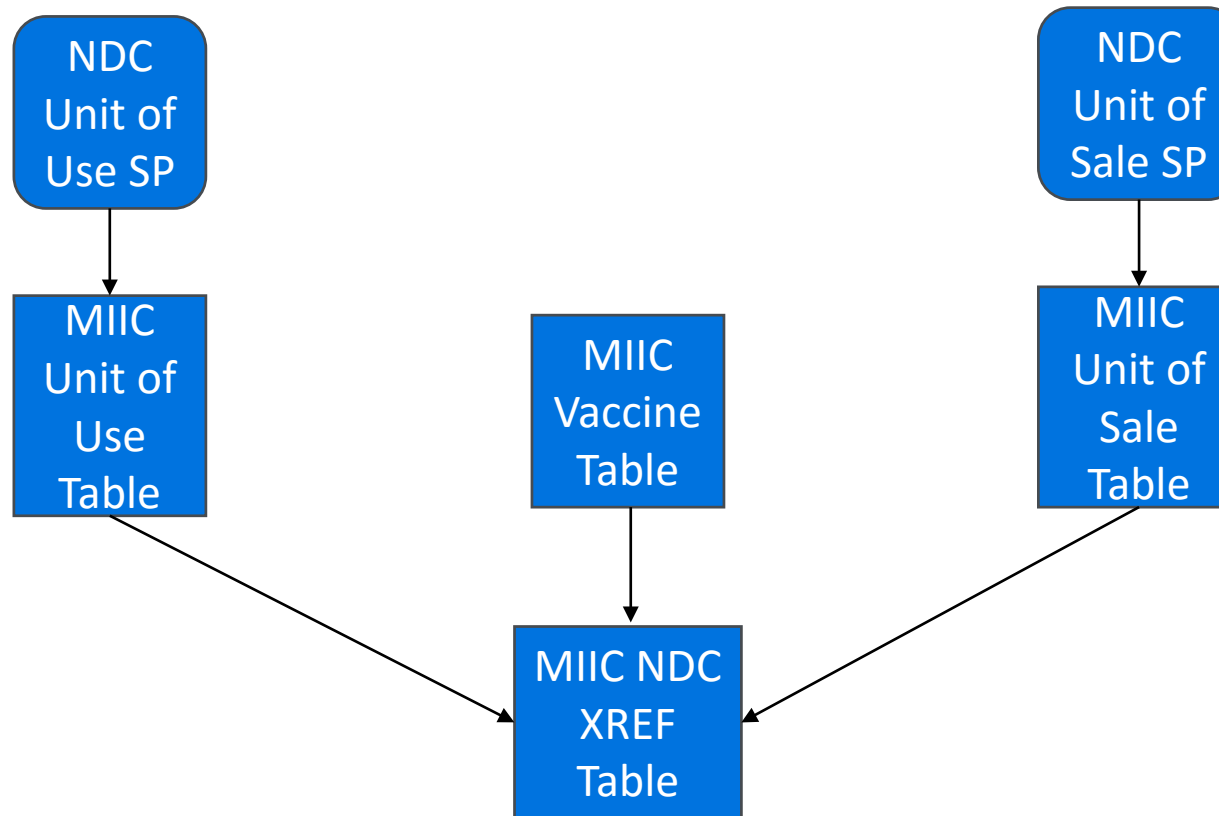 NDC
Unit of
Use SP
NDC
Unit of
Sale SP
MIIC
Unit of
Use
Table
MIIC
Vaccine
Table
MIIC
Unit of
Sale
Table
MIIC NDC
XREF
Table